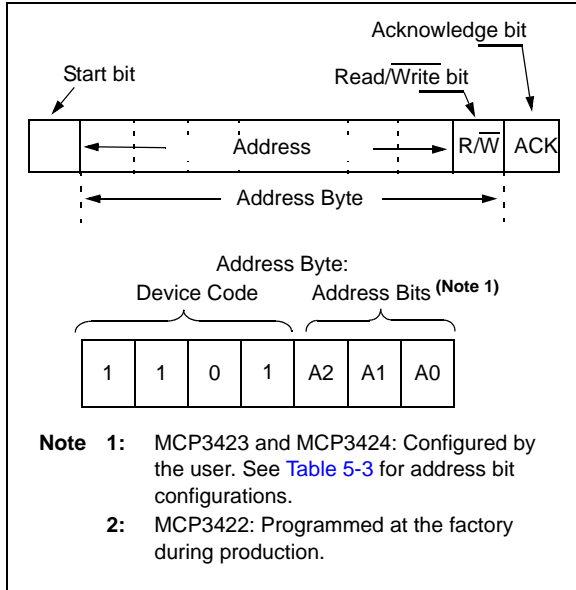 Acknowledge bit
Start bit
Read/Write bit
Address R/W ACK
Address Byte
Address Byte:
Device Code Address Bits (Note 1)
1 1 0 1 A2 A1 A0
Note 1: MCP3423 and MCP3424: Configured by
the user. See Table 5-3 for address bit
configurations.
2: MCP3422: Programmed at the factory
during production.